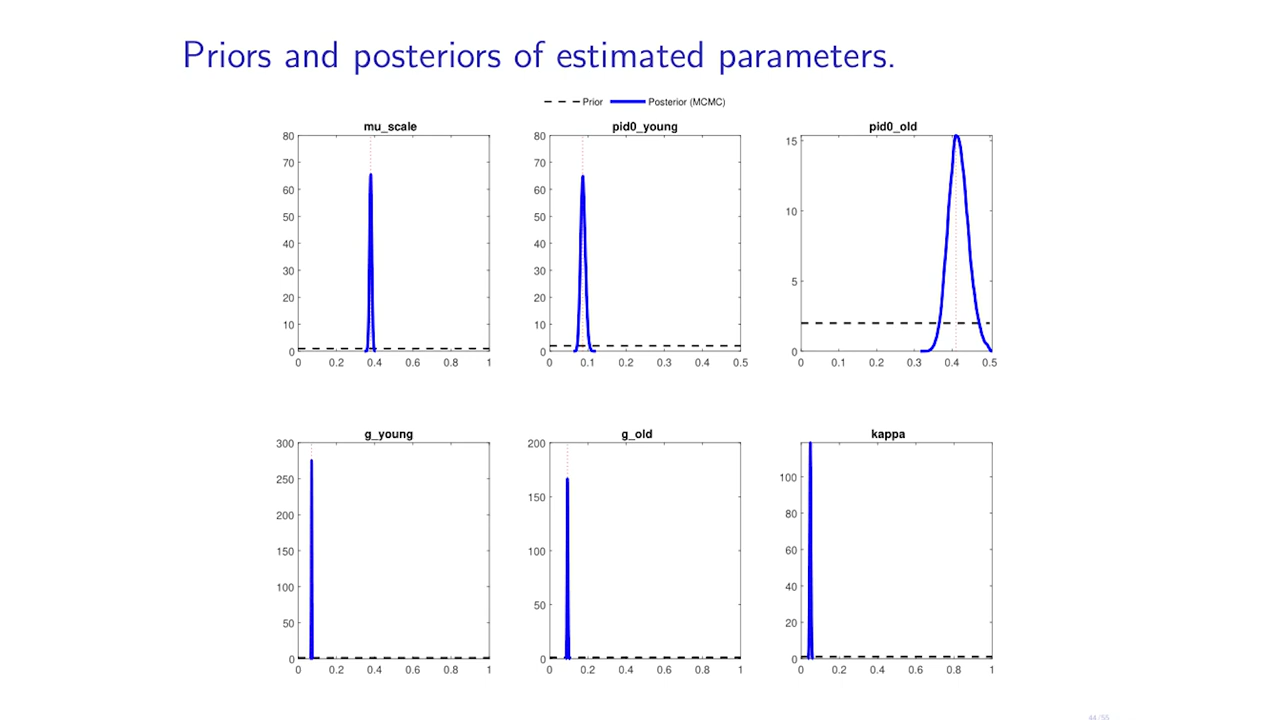 Priors and posteriors of estimated parameters.
Prior Posterior (MCMC)
mu_scale pid0_young pid0_old
80 70 60 50 40 30 20 10 0
0 0.2 0.4 0.6 0.8 1
80 70 60 50 40 30 20 10 0
0 0.1 0.2 0.3 0.4 0.5
15 10 5 0
0 0.1 0.2 0.3 0.4 0.5
g_young g_old kappa
300 250 200 150 100 50 0
0 0.2 0.4 0.6 0.8 1
200 150 100 50 0
0 0.2 0.4 0.6 0.8 1
100 80 60 40 20 0
0 0.2 0.4 0.6 0.8 1
44/55